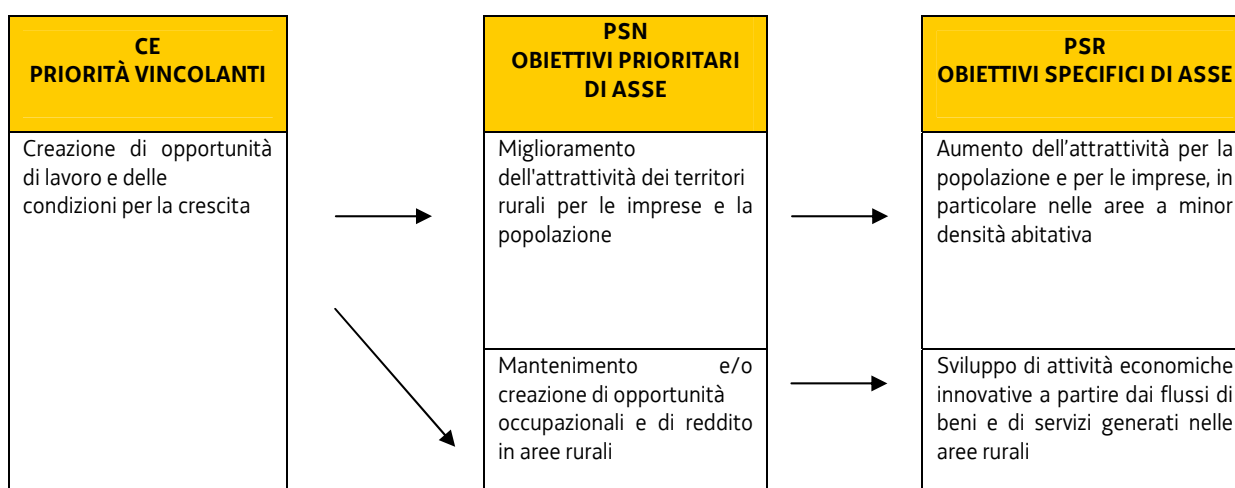 CE
PRIORITÀ VINCOLANTI
Creazione di opportunità
di lavoro e delle
condizioni per la crescita
PSN
OBIETTIVI PRIORITARI
DI ASSE
Miglioramento
dell'attrattività dei territori
rurali per le imprese e la
popolazione
Mantenimento e/o
creazione di opportunità
occupazionali e di reddito
in aree rurali
PSR
OBIETTIVI SPECIFICI DI ASSE
Aumento dell’attrattività per la
popolazione e per le imprese, in
particolare nelle aree a minor
densità abitativa
Sviluppo di attività economiche
innovative a partire dai flussi di
beni e di servizi generati nelle
aree rurali